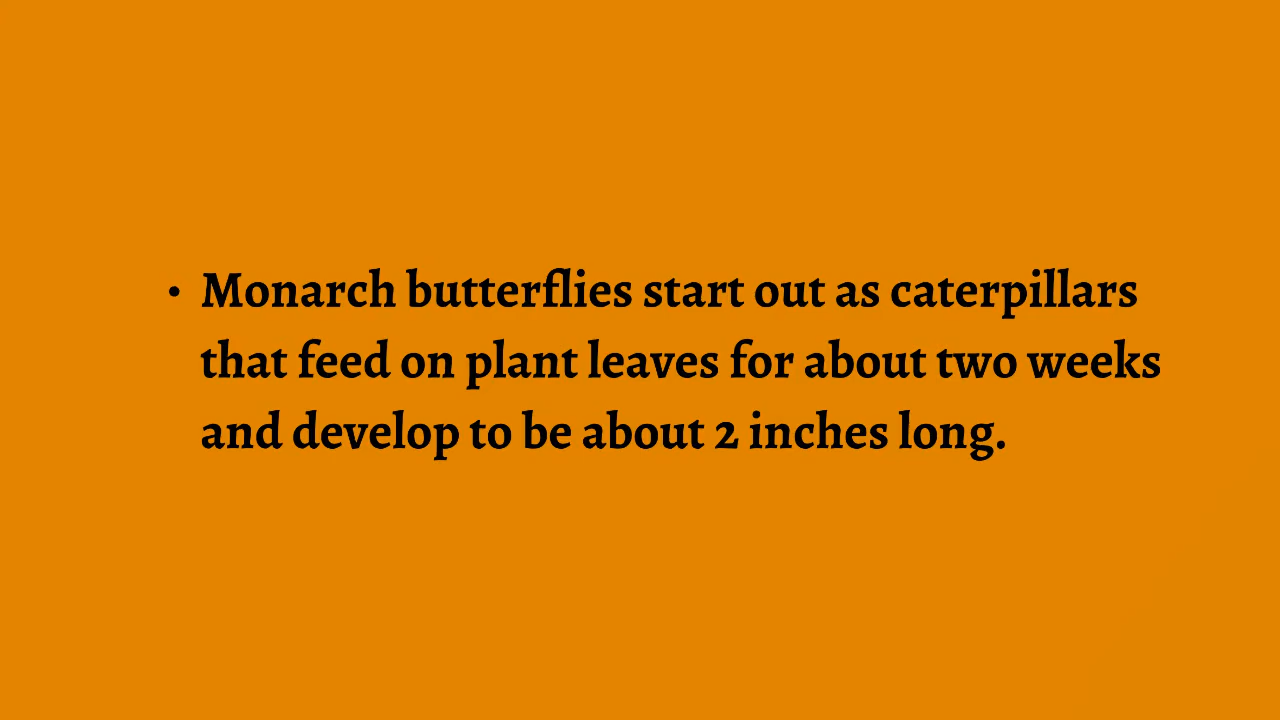 • Monarch butterflies start out as caterpillars
that feed on plant leaves for about two weeks
and develop to be about 2 inches long.